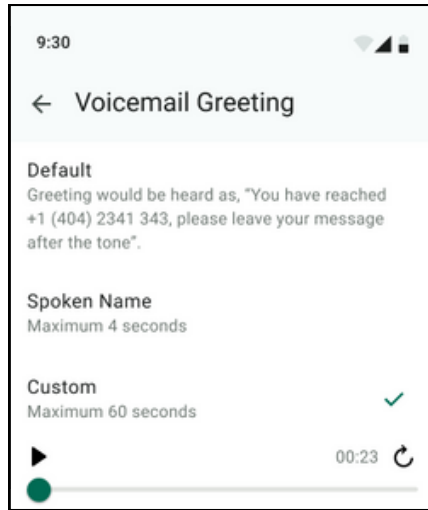 9:30
Voicemail Greeting
Default
Greeting would be heard as, “You have reached
+1 (404) 2341 343, please leave your message
after the tone”.
Spoken Name
Maximum 4 seconds
Custom
Maximum 60 seconds
00:23